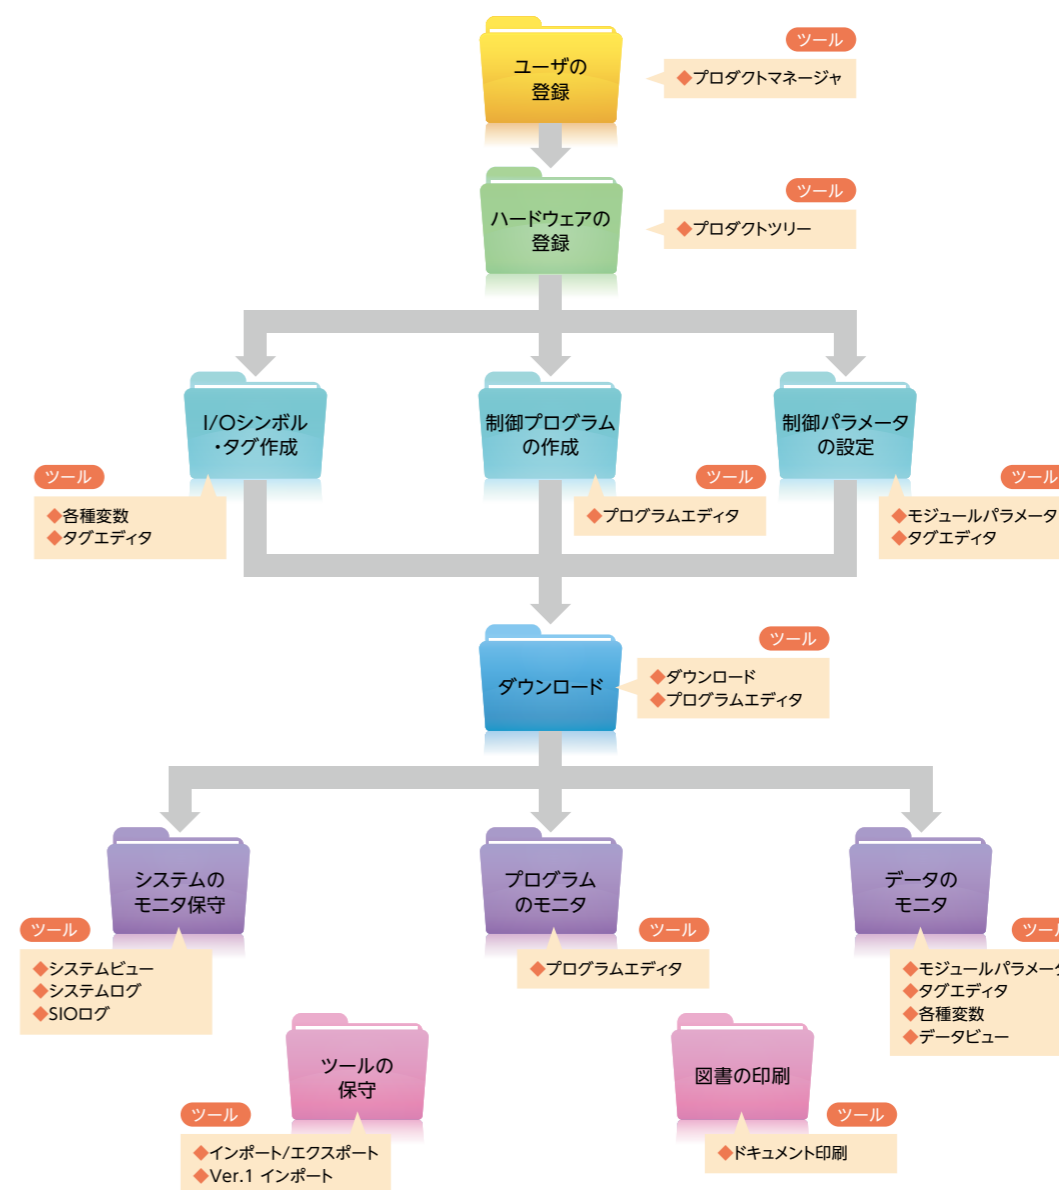 ツール
ユーザの
登録
◆プロダクトマネージャ
ツール
ハードウェアの
登録
◆プロダクトツリー
I/Oシンボル
・タグ作成
ツール
◆各種変数
◆タグエディタ
制御プログラム
の作成
ツール
◆プログラムエディタ
制御パラメータ
の設定
ツール
◆モジュールパラメータ
◆タグエディタ
ダウンロード
ツール
◆ダウンロード
◆プログラムエディタ
システムの
モニタ保守
ツール
◆システムビュー
◆システムログ
◆SIOログ
プログラム
のモニタ
ツール
◆プログラムエディタ
データの
モニタ
ツール
◆モジュールパラメータ
◆タグエディタ
◆各種変数
◆データビュー
ツールの
保守
ツール
◆インポート/エクスポート
◆Ver.1 インポート
図書の印刷
ツール
◆ドキュメント印刷